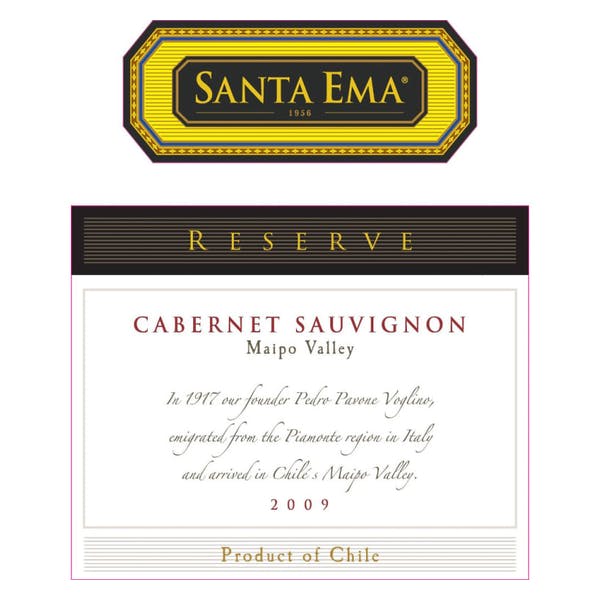 SANTA EMA®
1956
RESERVE
CABERNET SAUVIGNON
Maipo Valley
In 1917 our founder Pedro Pavone Voglino,
emigrated from the Piamonte region in Italy
and arrived in Chilé s Maipo Valley.
2009
Product of Chile